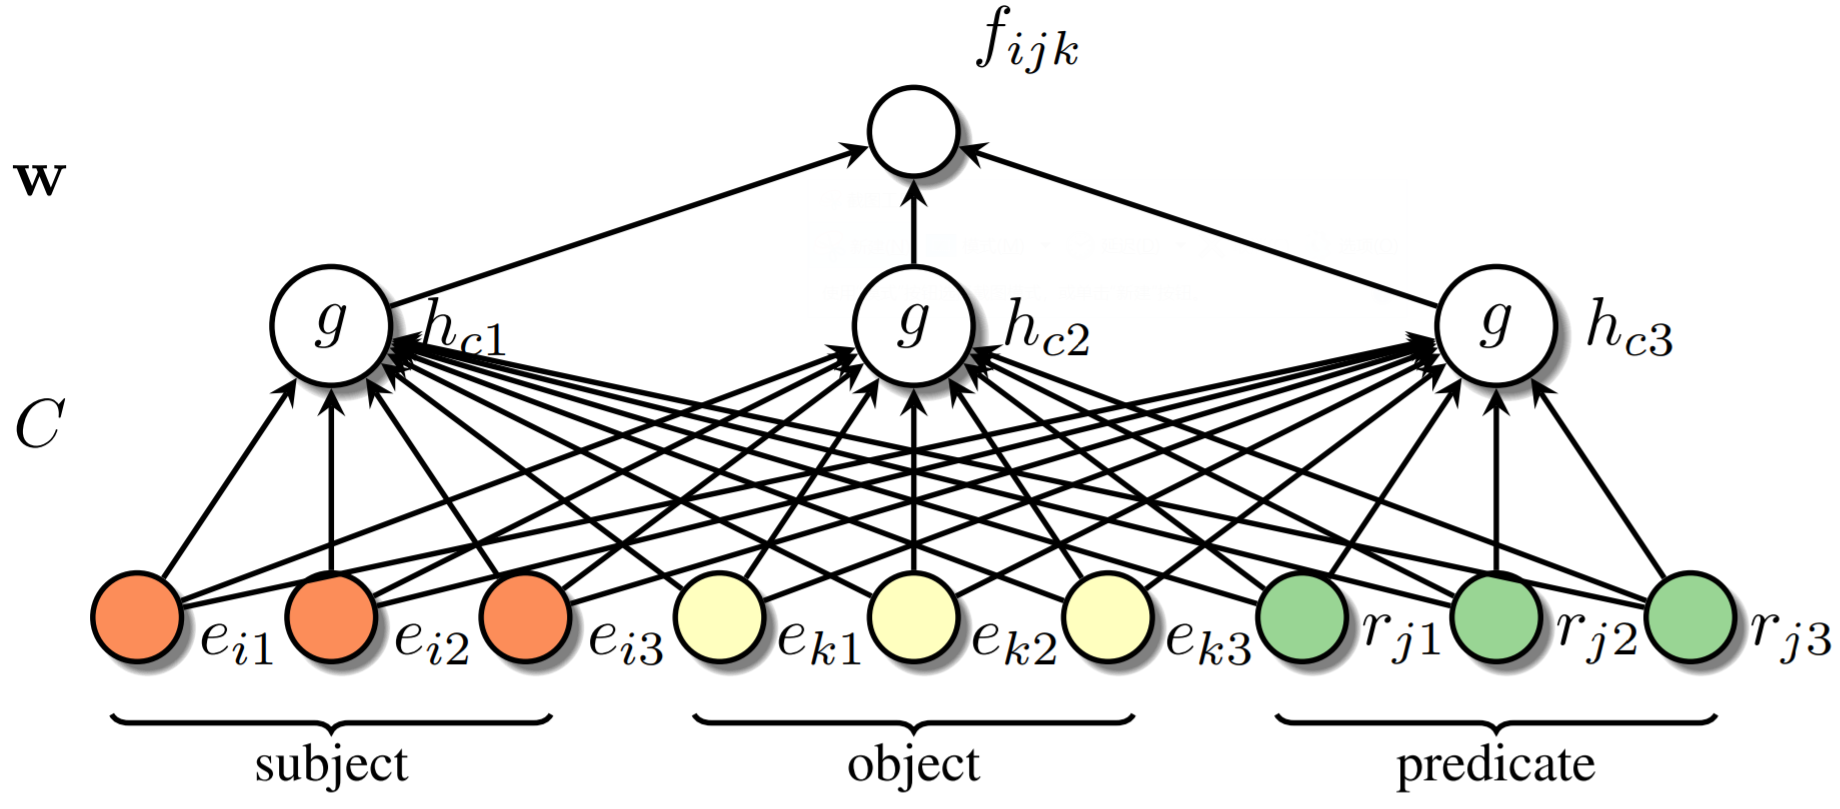 f_{ijk}
w
g h_{c1} g h_{c2} g h_{c3}
C
e_{i1} e_{i2} e_{i3} e_{k1} e_{k2} e_{k3} r_{j1} r_{j2} r_{j3}
subject object predicate